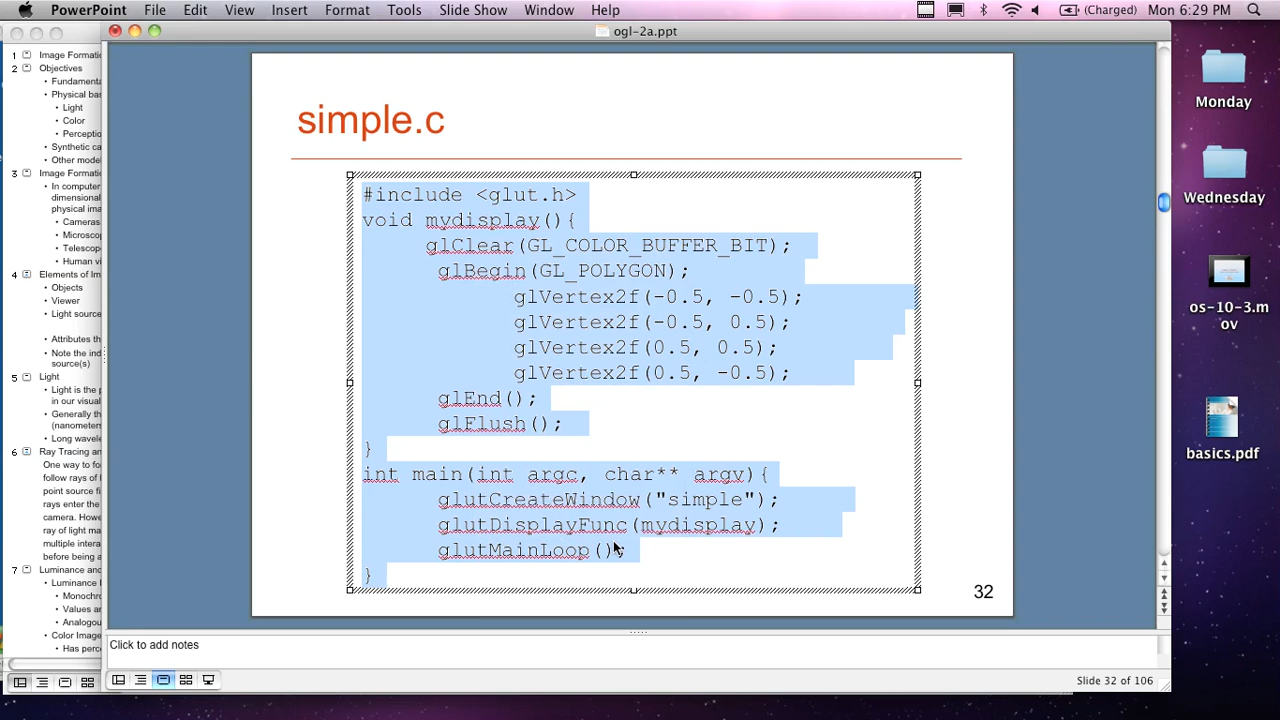 PowerPoint File Edit View Insert Format Tools Slide Show Window Help (Charged) Mon 6:29 PM
ogl-2a.ppt
1 Image Formati
2 Objectives
• Fundamenta
• Physical bas
• Light
• Color
• Perceptio
• Synthetic ca
• Other model
3 Image Formati
• In computer
dimensional
physical ima
• Cameras
• Microsco
• Telescop
• Human vi
4 Elements of Im
• Objects
• Viewer
• Light source
• Attributes th
• Note the ind
source(s)
5 Light
• Light is the p
in our visual
• Generally th
(nanometers
• Long wavele
6 Ray Tracing an
One way to fo
follow rays of l
point source fi
rays enter the
camera. Howe
ray of light ma
multiple intera
before being a
7 Luminance and
• Luminance I
• Monochr
• Values ar
• Analogou
• Color Image
• Has perc
simple.c
#include <glut.h>
void mydisplay(){
glClear(GL_COLOR_BUFFER_BIT);
glBegin(GL_POLYGON);
glVertex2f(-0.5, -0.5);
glVertex2f(-0.5, 0.5);
glVertex2f(0.5, 0.5);
glVertex2f(0.5, -0.5);
glEnd();
glFlush();
}
int main(int argc, char** argv){
glutCreateWindow("simple");
glutDisplayFunc(mydisplay);
glutMainLoop();
}
32
Click to add notes
Slide 32 of 106
Monday
Wednesday
os-10-3.m
ov
basics.pdf